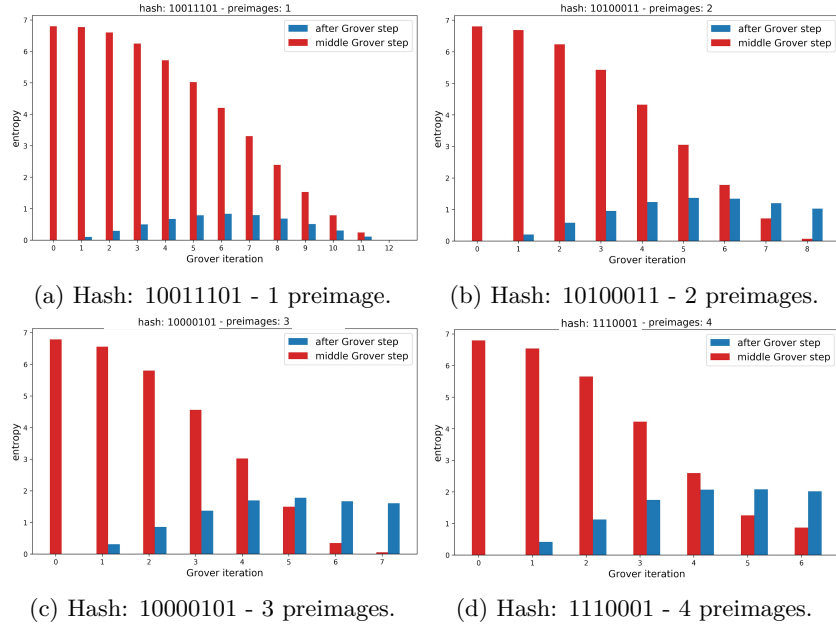 hash: 10011101 - preimages: 1
after Grover step
middle Grover step
entropy
7
6
5
4
3
2
1
0
0 1 2 3 4 5 6 7 8 9 10 11 12
Grover iteration
(a) Hash: 10011101 - 1 preimage.
hash: 10100011 - preimages: 2
after Grover step
middle Grover step
entropy
7
6
5
4
3
2
1
0
0 1 2 3 4 5 6 7 8
Grover iteration
(b) Hash: 10100011 - 2 preimages.
hash: 10000101 - preimages: 3
after Grover step
middle Grover step
entropy
7
6
5
4
3
2
1
0
0 1 2 3 4 5 6 7
Grover iteration
(c) Hash: 10000101 - 3 preimages.
hash: 1110001 - preimages: 4
after Grover step
middle Grover step
entropy
7
6
5
4
3
2
1
0
0 1 2 3 4 5 6
Grover iteration
(d) Hash: 1110001 - 4 preimages.